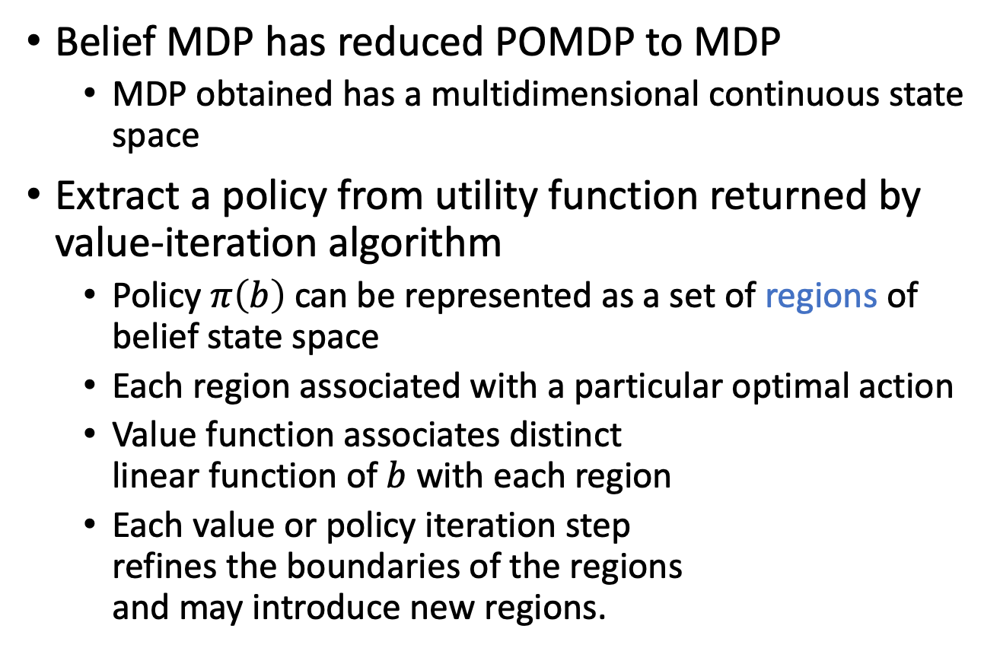 • Belief MDP has reduced POMDP to MDP
• MDP obtained has a multidimensional continuous state
space
• Extract a policy from utility function returned by
value-iteration algorithm
• Policy π(b) can be represented as a set of regions of
belief state space
• Each region associated with a particular optimal action
• Value function associates distinct
linear function of b with each region
• Each value or policy iteration step
refines the boundaries of the regions
and may introduce new regions.